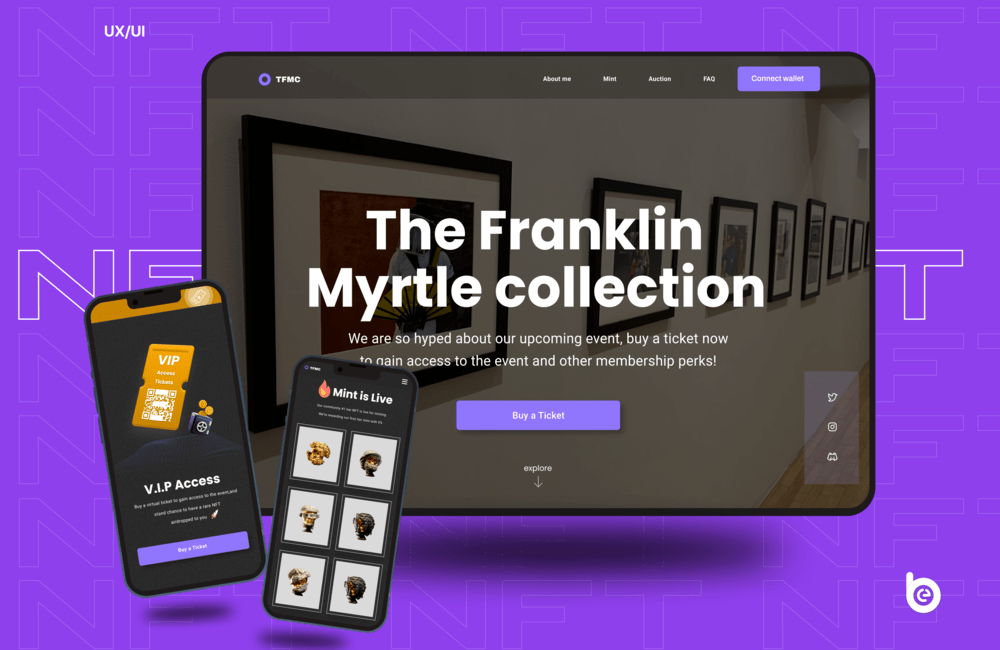 UX/UI
NFT
TFMC
About me
Mint
Auction
FAQ
Connect wallet
The Franklin
Myrtle collection
We are so hyped about our upcoming event, buy a ticket now
to gain access to the event and other membership perks!
Buy a Ticket
explore
VIP
Access
Tickets
V.I.P Access
Buy a virtual ticket to gain access to the event,and
stand chance to have a rare NFT
airdropped to you
Buy a Ticket
TFMC
Mint is Live